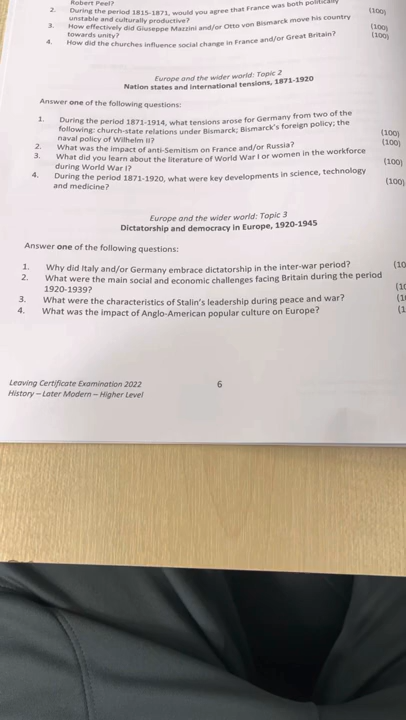 Robert Peel?
2. During the period 1815-1871, would you agree that France was both politically
unstable and culturally productive? (100)
3. How effectively did Giuseppe Mazzini and/or Otto von Bismarck move his country
towards unity? (100)
4. How did the churches influence social change in France and/or Great Britain? (100)
Europe and the wider world: Topic 2
Nation states and international tensions, 1871-1920
Answer one of the following questions:
1. During the period 1871-1914, what tensions arose for Germany from two of the
following: church-state relations under Bismarck; Bismarck's foreign policy; the
naval policy of Wilhelm II? (100)
2. What was the impact of anti-Semitism on France and/or Russia? (100)
3. What did you learn about the literature of World War I or women in the workforce
during World War I? (100)
4. During the period 1871-1920, what were key developments in science, technology
and medicine? (100)
Europe and the wider world: Topic 3
Dictatorship and democracy in Europe, 1920-1945
Answer one of the following questions:
1. Why did Italy and/or Germany embrace dictatorship in the inter-war period? (10
2. What were the main social and economic challenges facing Britain during the period
1920-1939?
3. What were the characteristics of Stalin's leadership during peace and war?
4. What was the impact of Anglo-American popular culture on Europe?
Leaving Certificate Examination 2022 6
History – Later Modern – Higher Level